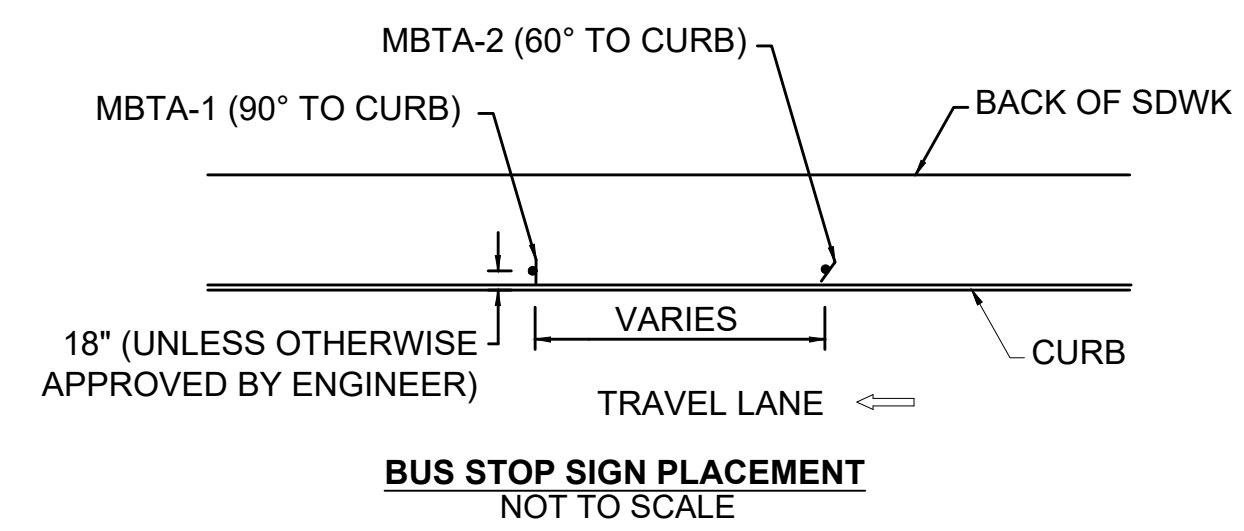 MBTA-2 (60° TO CURB)
MBTA-1 (90° TO CURB)
BACK OF SDWK
VARIES
18" (UNLESS OTHERWISE
APPROVED BY ENGINEER)
CURB
TRAVEL LANE
BUS STOP SIGN PLACEMENT
NOT TO SCALE